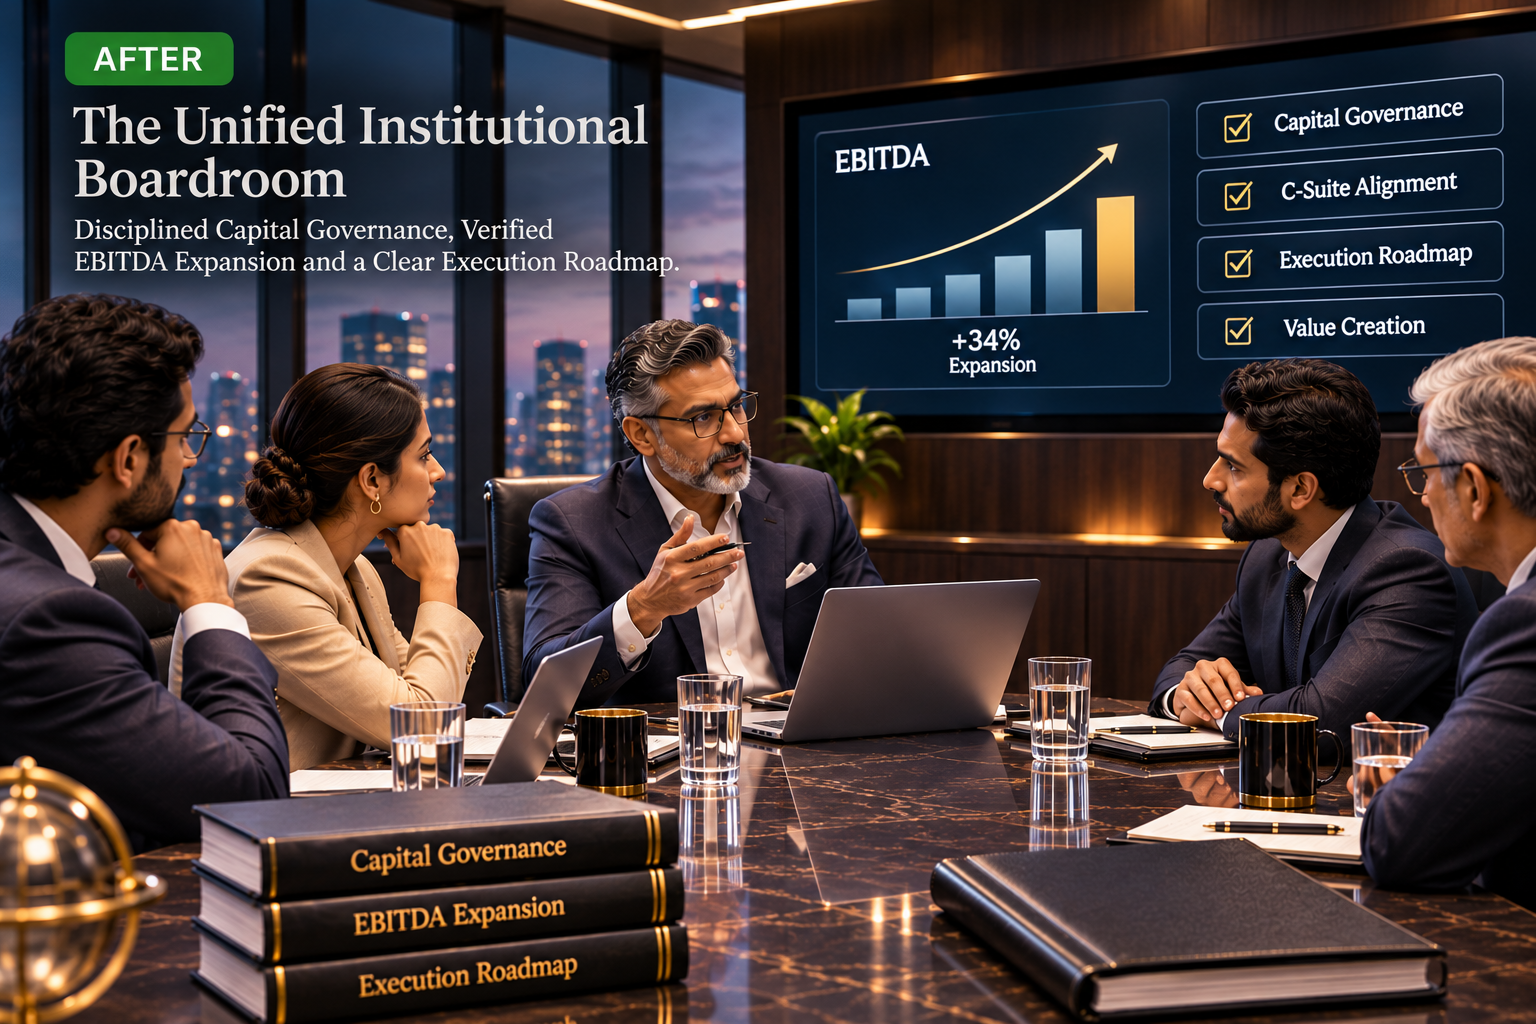 AFTER
The Unified Institutional
Boardroom
Disciplined Capital Governance, Verified
EBITDA Expansion and a Clear Execution Roadmap.
EBITDA
+34%
Expansion
Capital Governance
C-Suite Alignment
Execution Roadmap
Value Creation
Capital Governance
EBITDA Expansion
Execution Roadmap